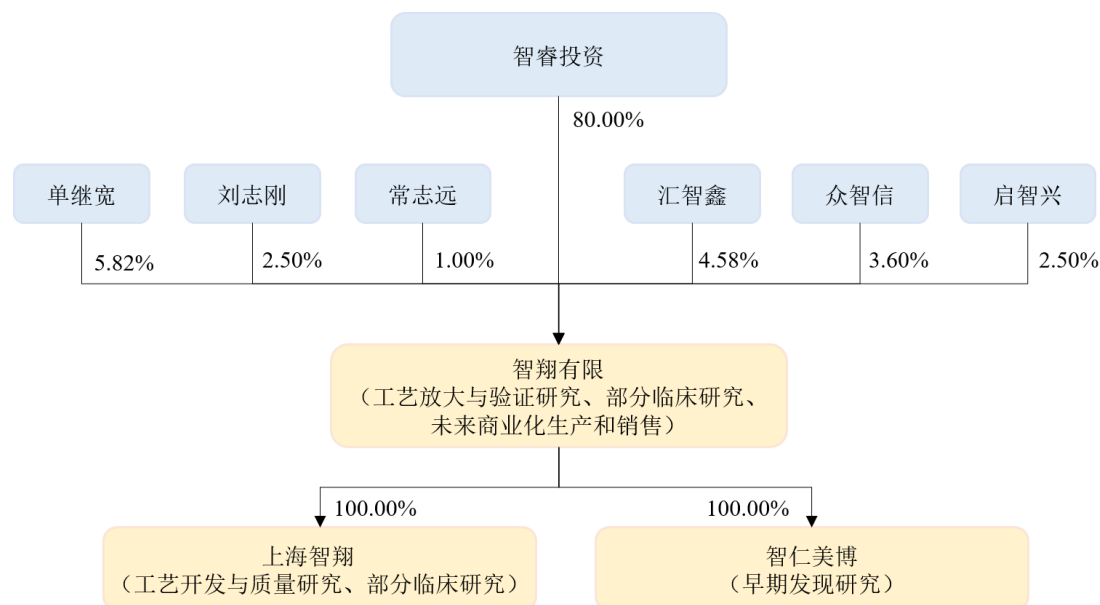 智睿投资
80.00%
单继宽
刘志刚
常志远
汇智鑫
众智信
启智兴
5.82%
2.50%
1.00%
4.58%
3.60%
2.50%
智翔有限
（工艺放大与验证研究、部分临床研究、
未来商业化生产和销售）
100.00%
100.00%
上海智翔
（工艺开发与质量研究、部分临床研究）
智仁美博
（早期发现研究）